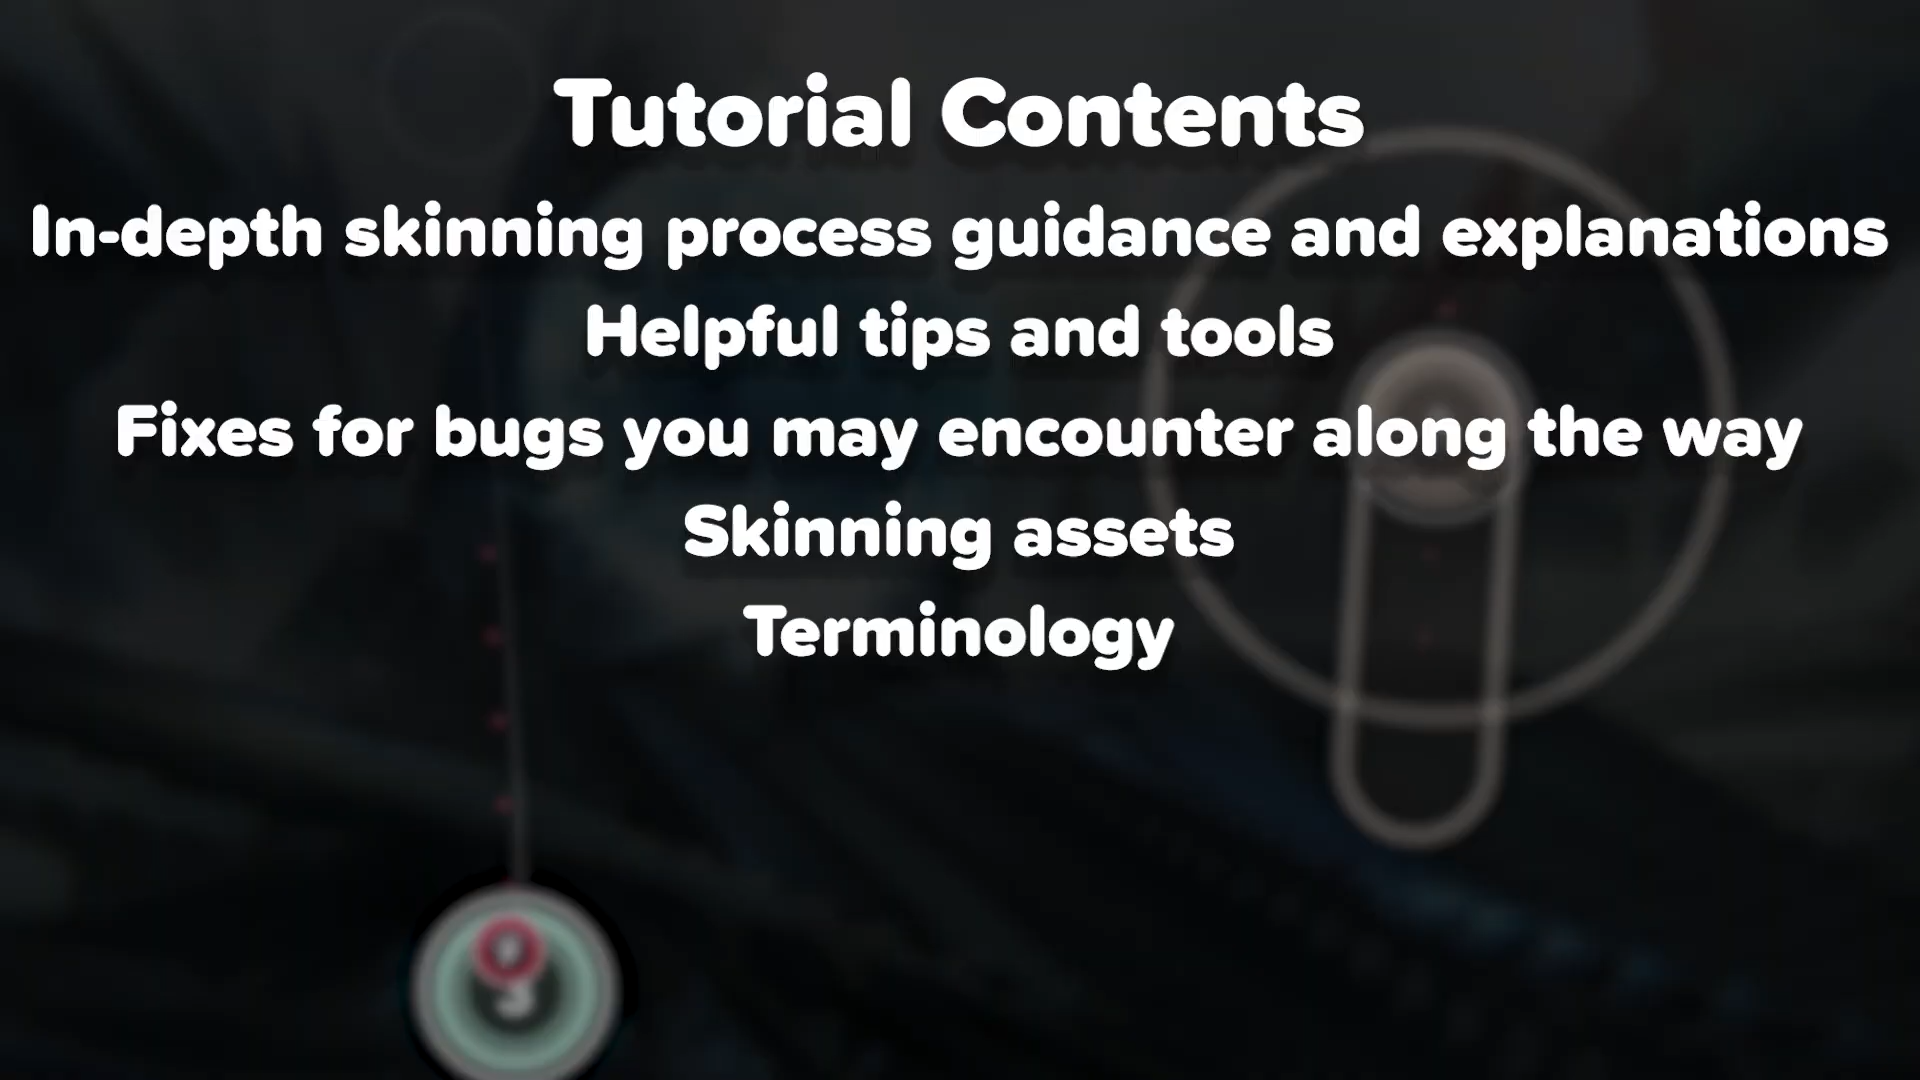 Tutorial Contents
In-depth skinning process guidance and explanations
Helpful tips and tools
Fixes for bugs you may encounter along the way
Skinning assets
Terminology